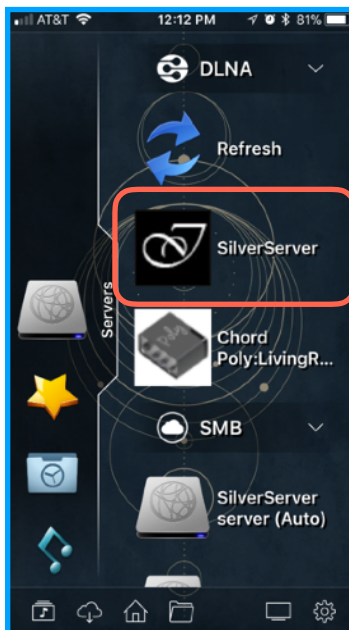 AT&T 12:12 PM 81%
DLNA
Refresh
SilverServer
Servers
Chord
Poly:LivingR...
SMB
SilverServer
server (Auto)